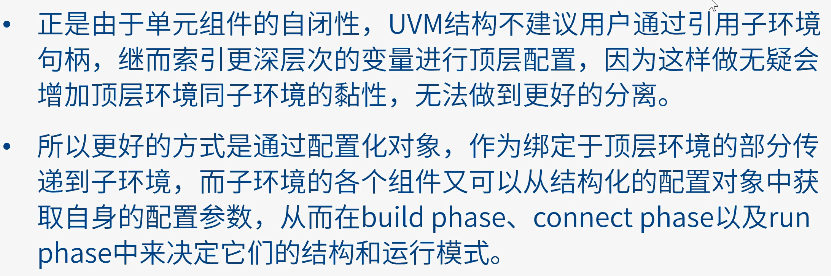 • 正是由于单元组件的自闭性，UVM结构不建议用户通过引用子环境
句柄，继而索引更深层次的变量进行顶层配置，因为这样做无疑会
增加顶层环境同子环境的黏性，无法做到更好的分离。
• 所以更好的方式是通过配置化对象，作为绑定于顶层环境的部分传
递到子环境，而子环境的各个组件又可以从结构化的配置对象中获
取自身的配置参数，从而在build phase、connect phase以及run
phase中来决定它们的结构和运行模式。